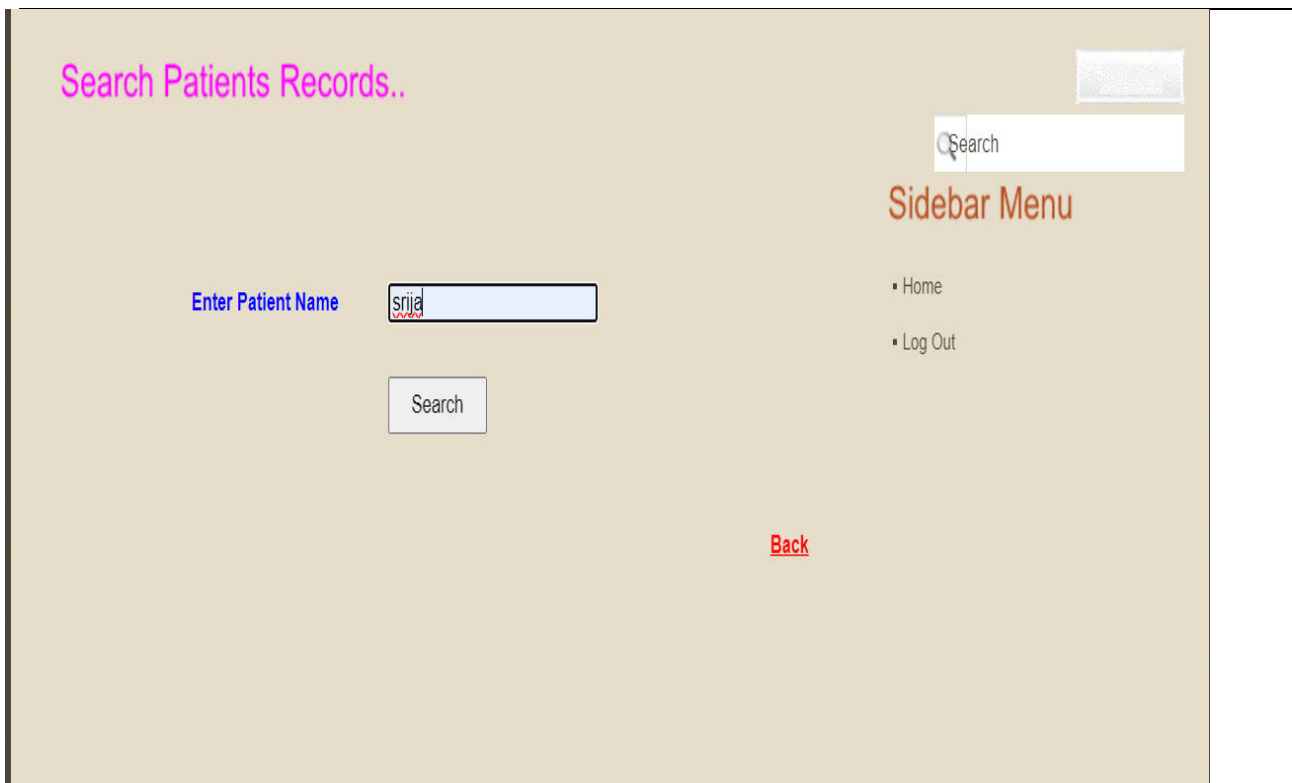 Search Patients Records..
Search
Sidebar Menu
Enter Patient Name srija
▪ Home
▪ Log Out
Search
Back